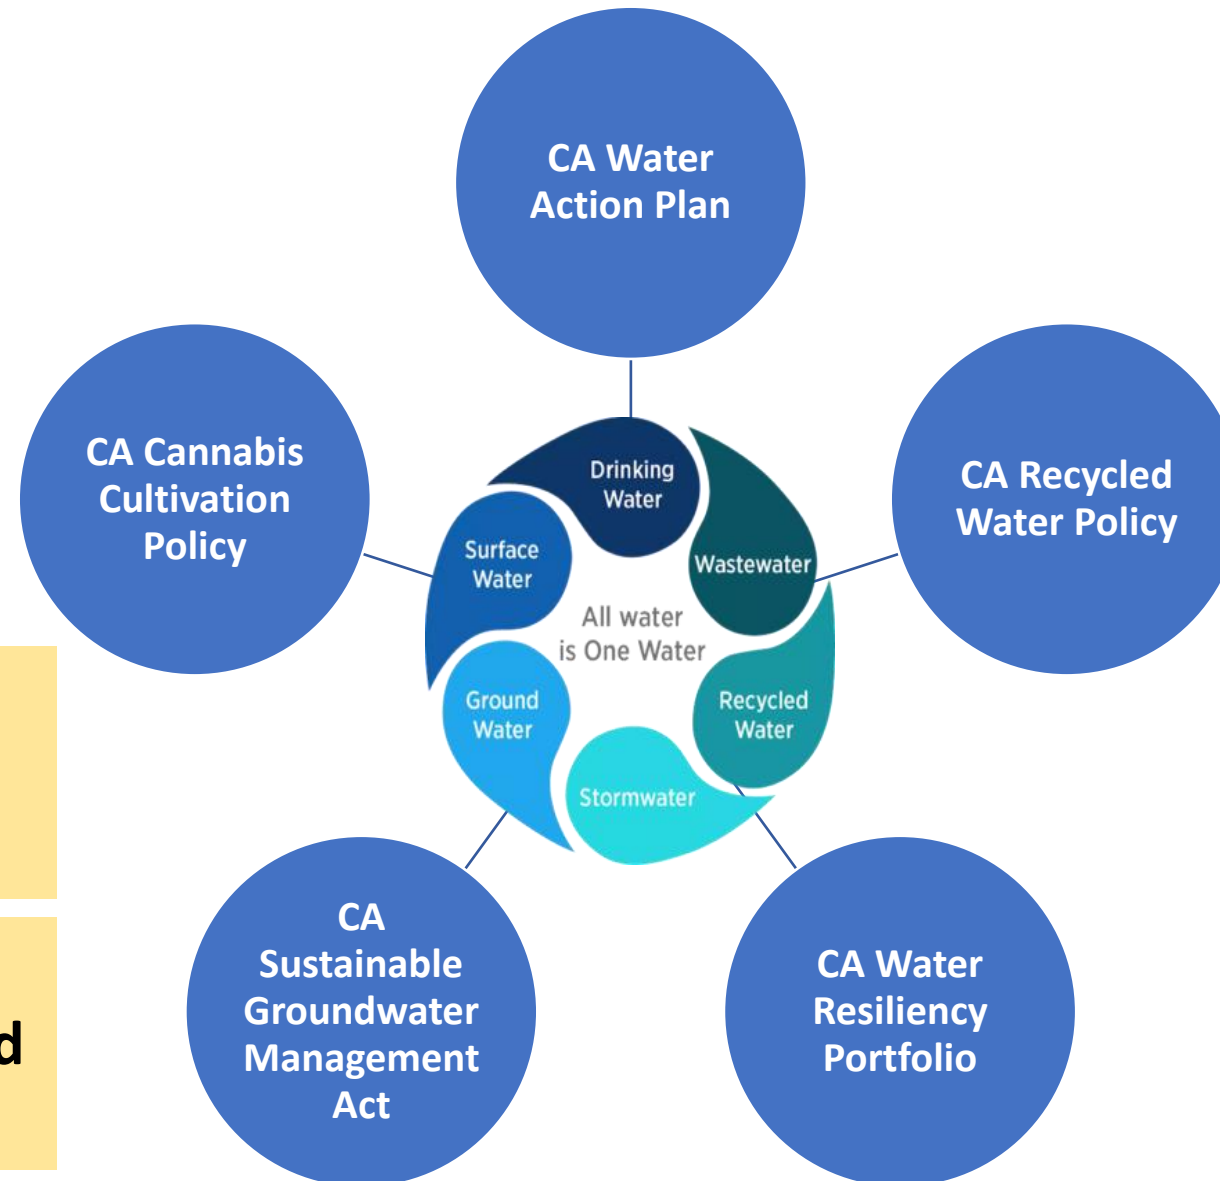 CA Water
Action Plan
CA Cannabis
Cultivation
Policy
CA Recycled
Water Policy
Drinking
Water
Surface
Water
Wastewater
All water
is One Water
Ground
Water
Recycled
Water
Stormwater
CA
Sustainable
Groundwater
Management
Act
CA Water
Resiliency
Portfolio
d